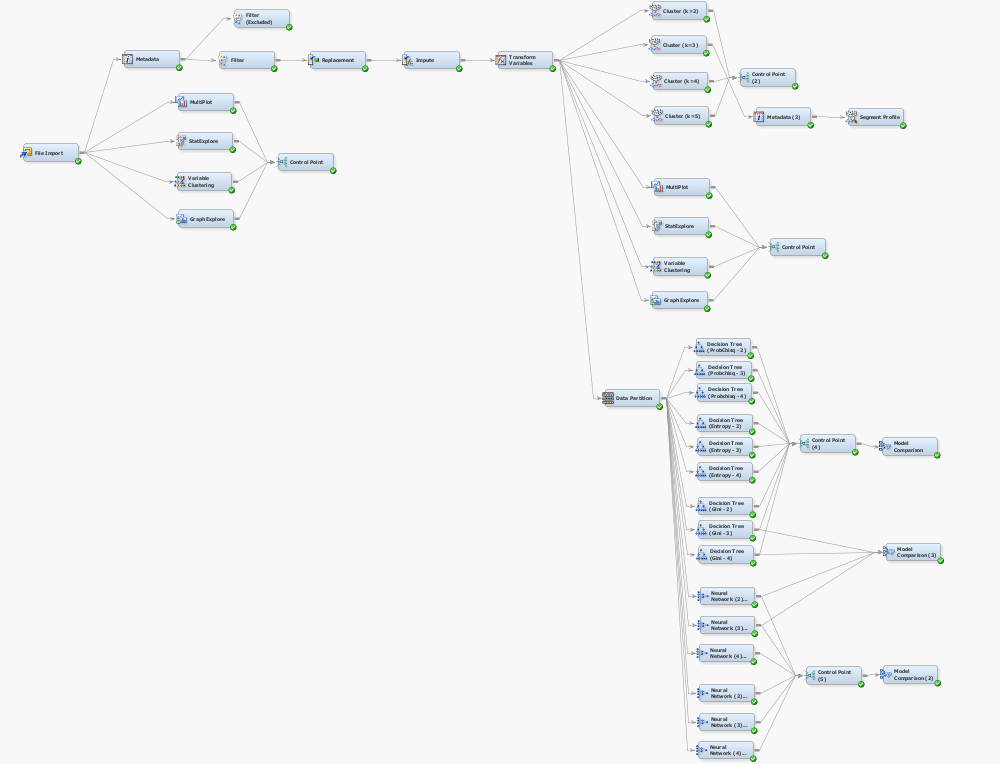 Filter
(Excluded)
Metadata
Filter
Replacement
Impute
Transform
Variables
MultiPlot
StatExplore
File Import
Control Point
Variable
Clustering
GraphExplore
Cluster (k=2)
Cluster (k=3)
Cluster (k=4)
Control Point
(2)
Cluster (k=5)
Metadata (2)
Segment Profile
MultiPlot
StatExplore
Control Point
Variable
Clustering
GraphExplore
Data Partition
Decision Tree
(ProbChisq - 2)
Decision Tree
(Probchisq - 3)
Decision Tree
(Probchisq - 4)
Decision Tree
(Entropy - 2)
Decision Tree
(Entropy - 3)
Decision Tree
(Entropy - 4)
Control Point
(4)
Model
Comparison
Decision Tree
(Gini - 2)
Decision Tree
(Gini - 3)
Decision Tree
(Gini - 4)
Model
Comparison (3)
Neural
Network (2)...
Neural
Network (3)...
Neural
Network (4)...
Control Point
(5)
Model
Comparison (2)
Neural
Network (2)...
Neural
Network (3)...
Neural
Network (4)...